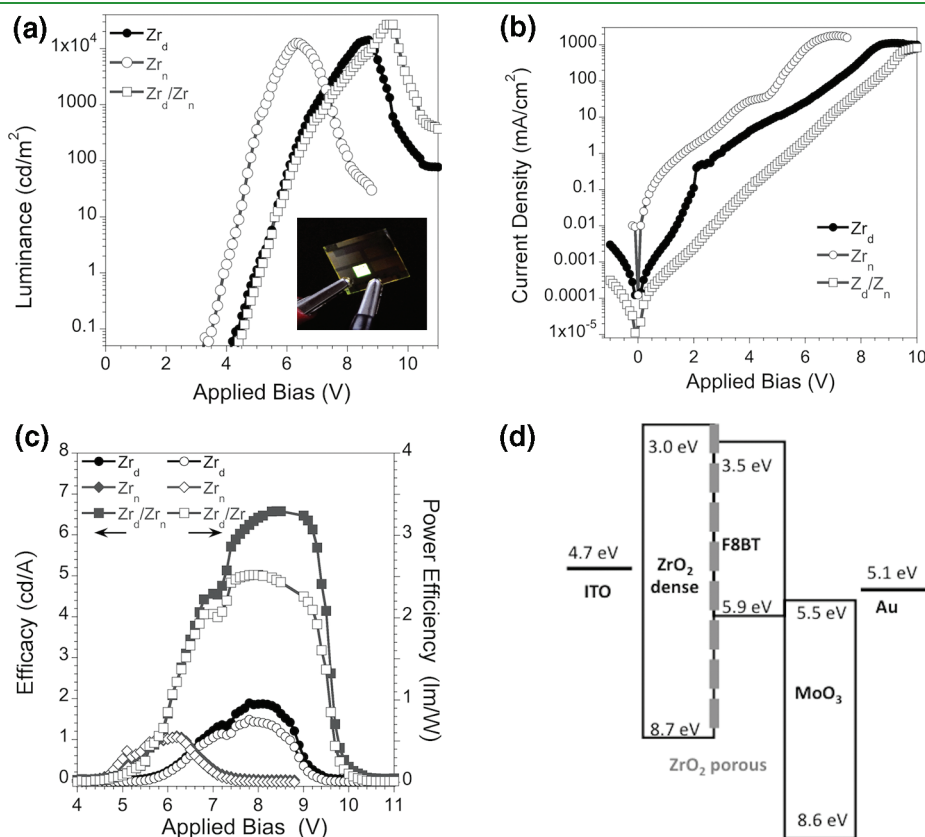 (a)
Luminance (cd/m²)
1x10⁴
1000
100
10
1
0.1
Zr_d
Zr_n
Zr_d/Zr_n
0 2 4 6 8 10
Applied Bias (V)
(b)
Current Density (mA/cm²)
1000
100
10
1
0.1
0.01
0.001
0.0001
1x10⁻⁵
Zr_d
Zr_n
Z_d/Z_n
0 2 4 6 8 10
Applied Bias (V)
(c)
Efficacy (cd/A)
8
7
6
5
4
3
2
1
0
Zr_d Zr_d
Zr_n Zr_n
Zr_d/Zr_n Zr_d/Zr
4 5 6 7 8 9 10 11
Applied Bias (V)
4
3
2
1
0
Power Efficiency (lm/W)
(d)
3.0 eV
3.5 eV
4.7 eV
ITO
ZrO₂
dense
F8BT
5.1 eV
Au
5.9 eV
5.5 eV
MoO₃
8.7 eV
ZrO₂ porous
8.6 eV